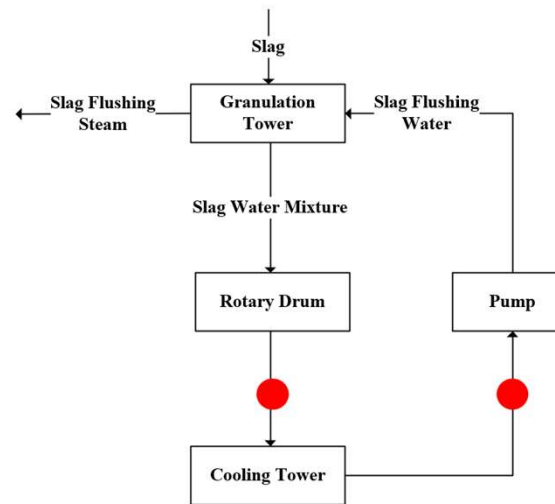 Slag
Slag Flushing
Steam
Granulation
Tower
Slag Flushing
Water
Slag Water Mixture
Rotary Drum
Pump
Cooling Tower